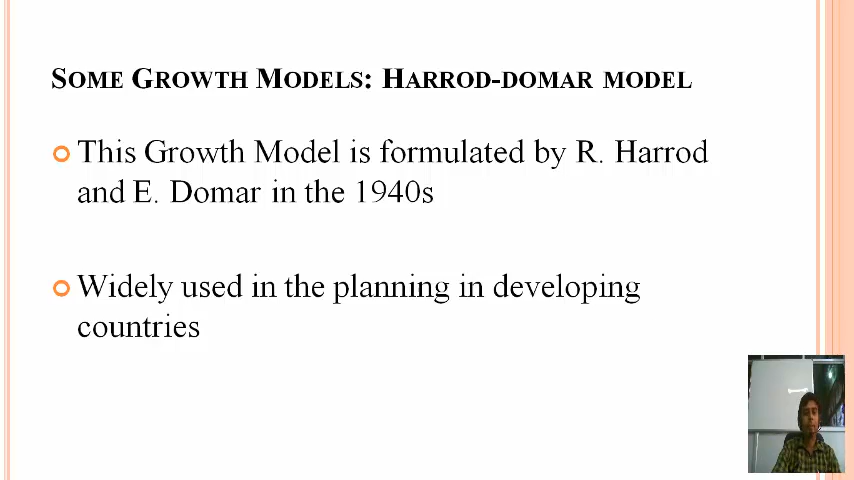 SOME GROWTH MODELS: HARROD-DOMAR MODEL
This Growth Model is formulated by R. Harrod
and E. Domar in the 1940s
Widely used in the planning in developing
countries